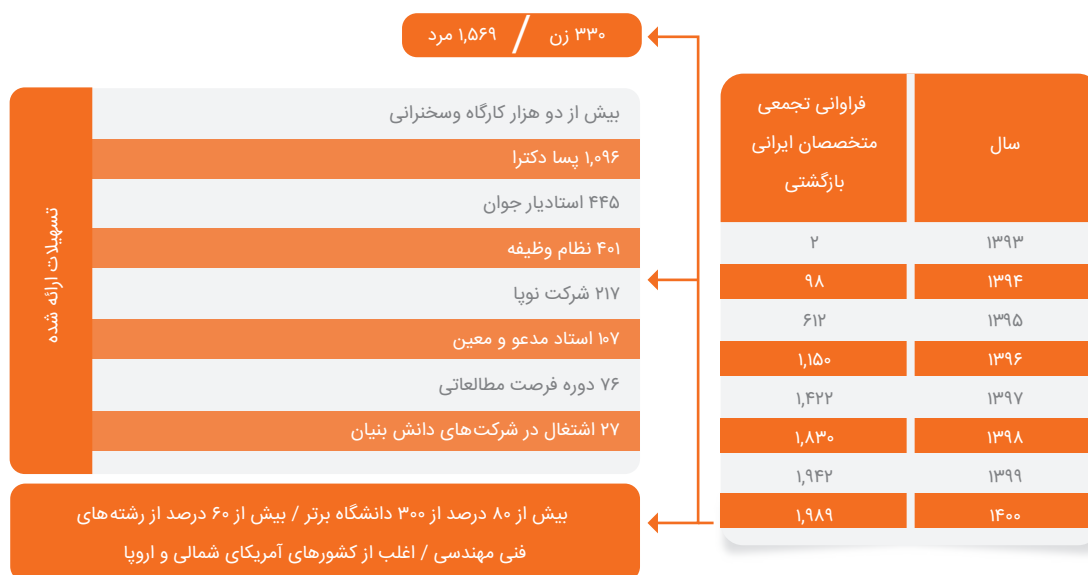 ۳۳۰ زن / ۱,۵۶۹ مرد
سال
فراوانی تجمعی
متخصصان ایرانی
بازگشتی
۱۳۹۳ ۲
۱۳۹۴ ۹۸
۱۳۹۵ ۶۱۲
۱۳۹۶ ۱,۱۵۰
۱۳۹۷ ۱,۴۲۲
۱۳۹۸ ۱,۸۳۰
۱۳۹۹ ۱,۹۴۲
۱۴۰۰ ۱,۹۸۹
بیش از دو هزار کارگاه وسخنرانی
۱,۰۹۶ پسا دکترا
۴۴۵ استادیار جوان
۴۰۱ نظام وظیفه
۲۱۷ شرکت نوپا
۱۰۷ استاد مدعو و معین
۷۶ دوره فرصت مطالعاتی
۲۷ اشتغال در شرکت‌های دانش بنیان
تسهیلات ارائه شده
بیش از ۸۰ درصد از ۳۰۰ دانشگاه برتر / بیش از ۶۰ درصد از رشته‌های
فنی مهندسی / اغلب از کشورهای آمریکای شمالی و اروپا